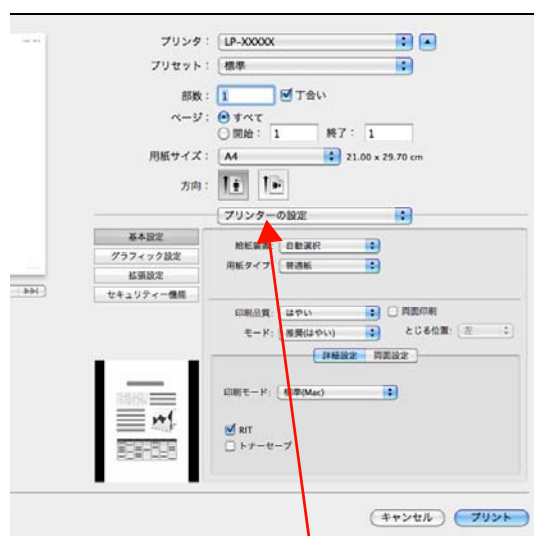 プリンタ： LP-XXXXX
プリセット： 標準
部数： 1 丁合い
ページ： すべて
開始： 1 終了： 1
用紙サイズ： A4 21.00 x 29.70 cm
方向：
プリンターの設定
基本設定
グラフィック設定
拡張設定
セキュリティー機能
給紙装置: 自動選択
用紙タイプ: 普通紙
印刷品質: はやい 両面印刷
モード: 推奨(はやい) とじる位置: 左
詳細設定 両面設定
印刷モード: 標準(Mac)
RIT
トナーセーブ
キャンセル プリント